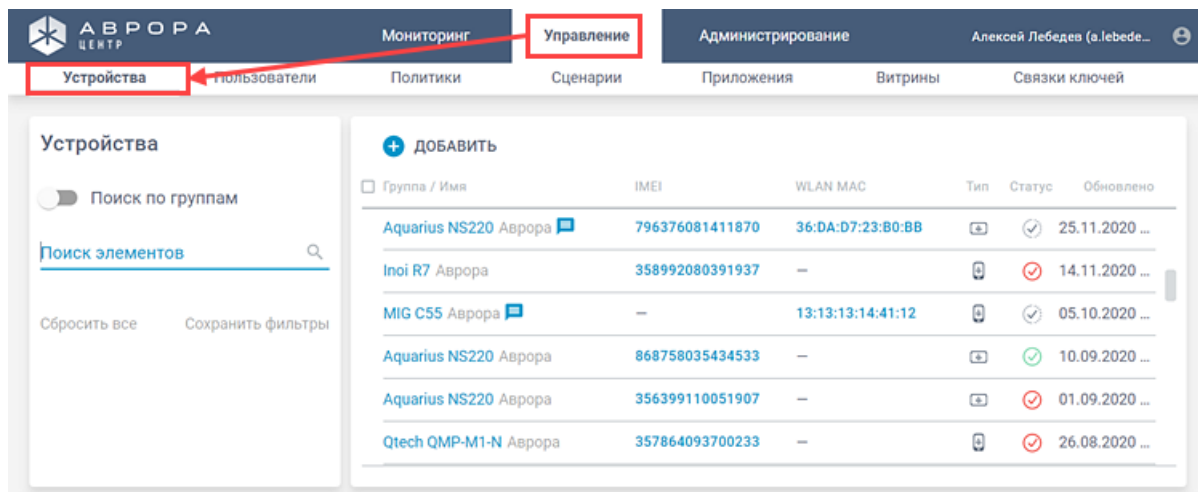 АВРОРА
ЦЕНТР
Мониторинг Управление Администрирование Алексей Лебедев (a.lebede...
Устройства Пользователи Политики Сценарии Приложения Витрины Связки ключей
Устройства
Поиск по группам
Поиск элементов
Сбросить все Сохранить фильтры
ДОБАВИТЬ
Группа / Имя IMEI WLAN MAC Тип Статус Обновлено
Aquarius NS220 Аврора 796376081411870 36:DA:D7:23:B0:BB 25.11.2020 ...
Inoi R7 Аврора 358992080391937 — 14.11.2020 ...
MIG C55 Аврора — 13:13:13:14:41:12 05.10.2020 ...
Aquarius NS220 Аврора 868758035434533 — 10.09.2020 ...
Aquarius NS220 Аврора 356399110051907 — 01.09.2020 ...
Qtech QMP-M1-N Аврора 357864093700233 — 26.08.2020 ...